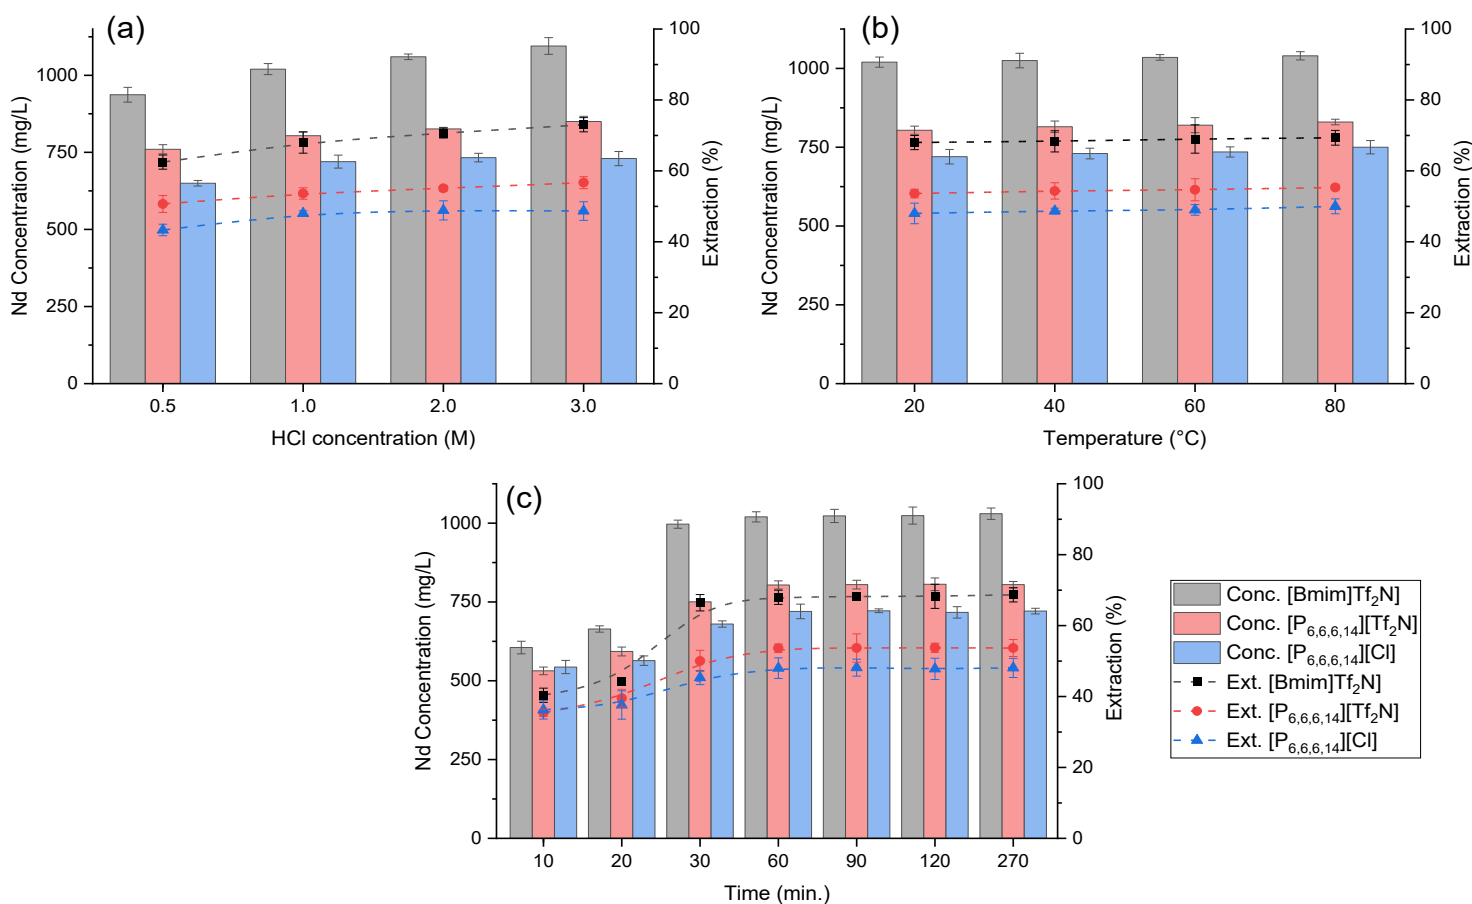 (a)
Nd Concentration (mg/L)
1000
750
500
250
0
100
80
60
40
20
0
Extraction (%)
0.5 1.0 2.0 3.0
HCl concentration (M)
(b)
Nd Concentration (mg/L)
1000
750
500
250
0
100
80
60
40
20
0
Extraction (%)
20 40 60 80
Temperature (°C)
(c)
Nd Concentration (mg/L)
1000
750
500
250
0
100
80
60
40
20
0
Extraction (%)
10 20 30 60 90 120 270
Time (min.)
Conc. [Bmim]Tf₂N]
Conc. [P₆,₆,₆,₁₄][Tf₂N]
Conc. [P₆,₆,₆,₁₄][Cl]
Ext. [Bmim]Tf₂N]
Ext. [P₆,₆,₆,₁₄][Tf₂N]
Ext. [P₆,₆,₆,₁₄][Cl]